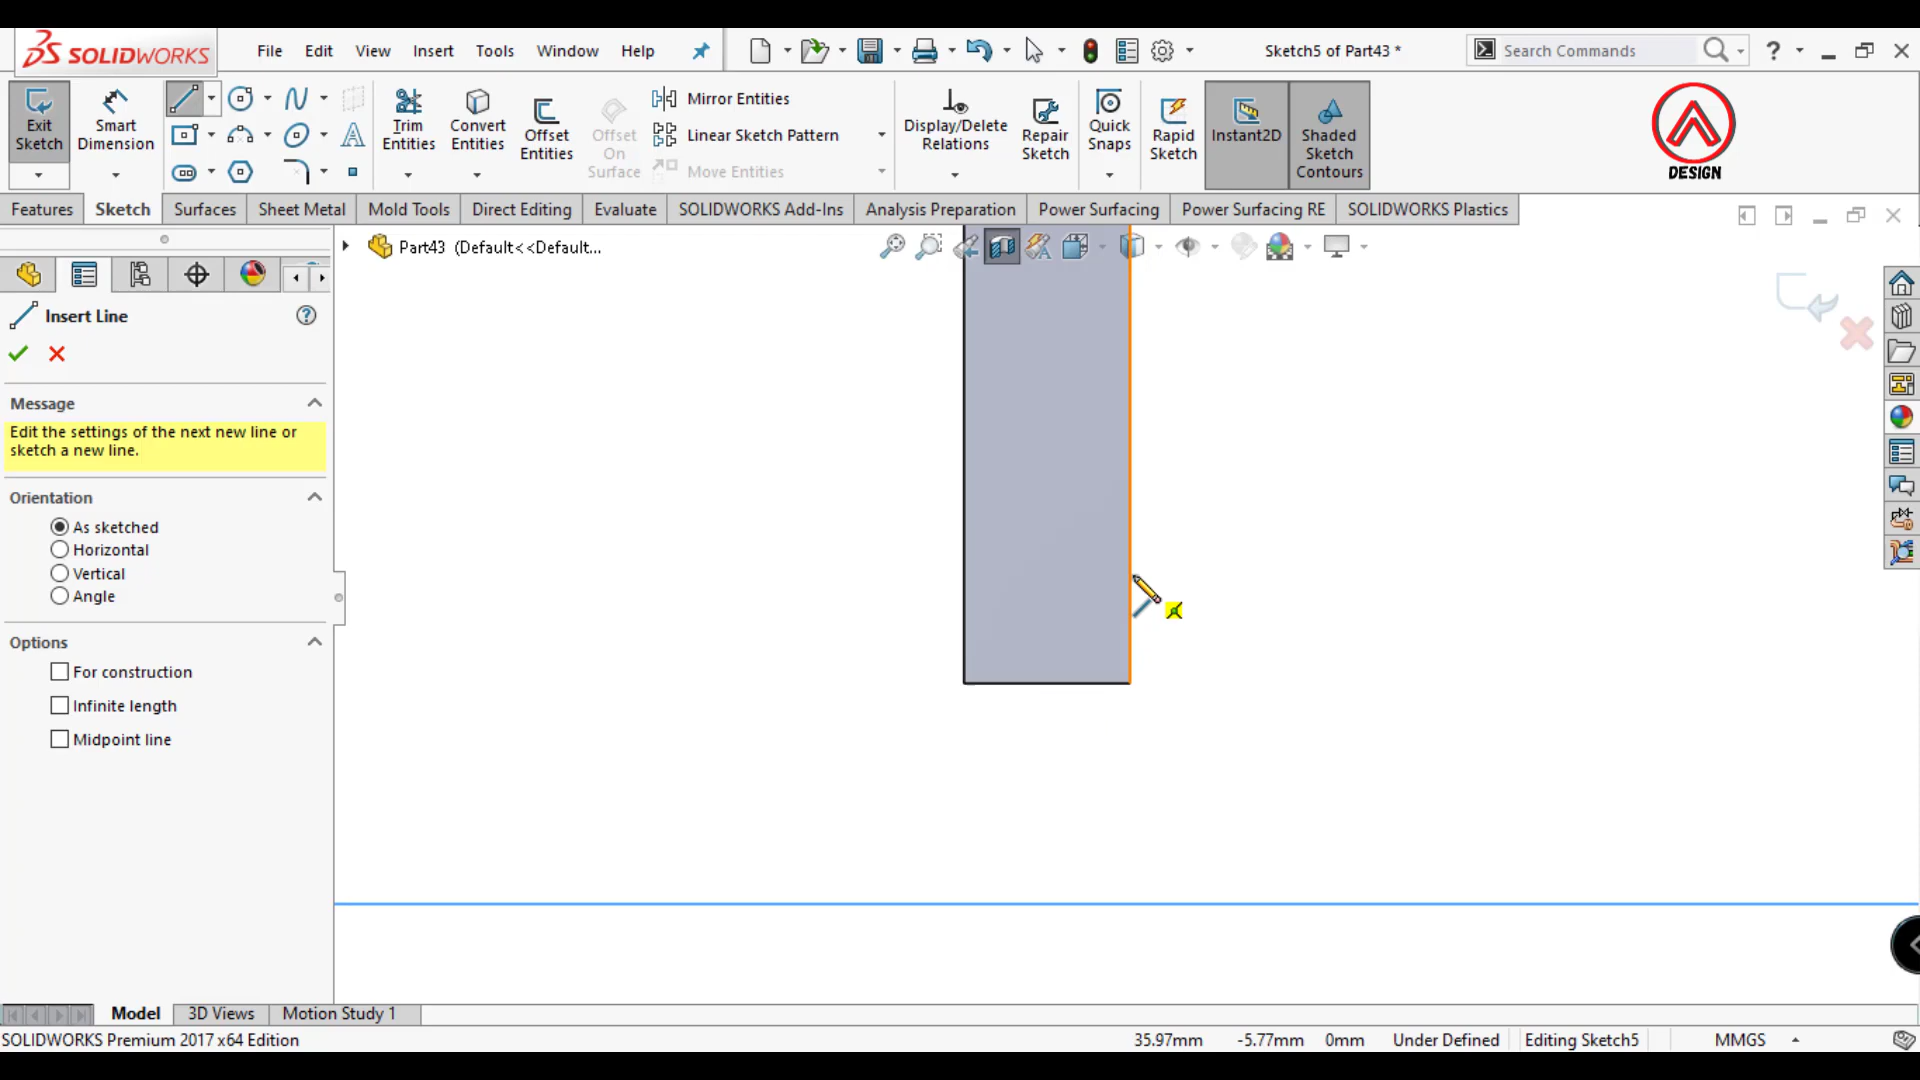 SOLIDWORKS
File Edit View Insert Tools Window Help
Sketch5 of Part43 *
Search Commands
?
Exit Sketch
Smart Dimension
Trim Entities
Convert Entities
Offset Entities
Offset On Surface
Mirror Entities
Linear Sketch Pattern
Move Entities
Display/Delete Relations
Repair Sketch
Quick Snaps
Rapid Sketch
Instant2D
Shaded Sketch Contours
DESIGN
Features Sketch Surfaces Sheet Metal Mold Tools Direct Editing Evaluate SOLIDWORKS Add-Ins Analysis Preparation Power Surfacing Power Surfacing RE SOLIDWORKS Plastics
Part43 (Default<<Default...
Insert Line
?
Message
Edit the settings of the next new line or
sketch a new line.
Orientation
As sketched
Horizontal
Vertical
Angle
Options
For construction
Infinite length
Midpoint line
Model 3D Views Motion Study 1
SOLIDWORKS Premium 2017 x64 Edition
35.97mm -5.77mm 0mm Under Defined Editing Sketch5 MMGS